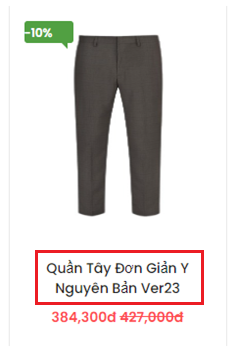 -10%
Quần Tây Đơn Giản Y
Nguyên Bản Ver23
384,300đ 427,000đ